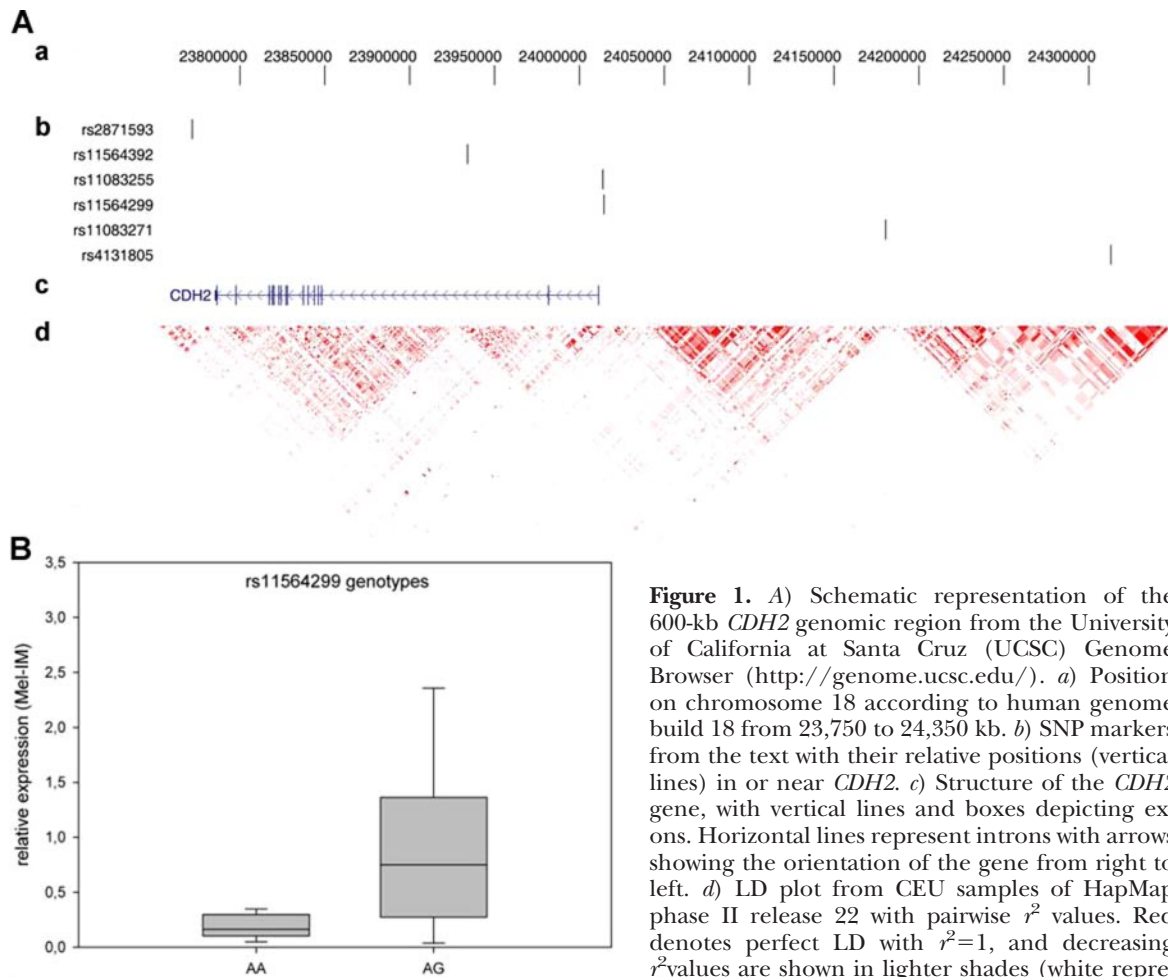 A
a
23800000 23850000 23900000 23950000 24000000 24050000 24100000 24150000 24200000 24250000 24300000
b
rs2871593
rs11564392
rs11083255
rs11564299
rs11083271
rs4131805
c
CDH2
d
B
rs11564299 genotypes
relative expression (Mel-IM)
3,5
3,0
2,5
2,0
1,5
1,0
0,5
0,0
AA AG
Figure 1. A) Schematic representation of the
600-kb CDH2 genomic region from the University
of California at Santa Cruz (UCSC) Genome
Browser (http://genome.ucsc.edu/). a) Position
on chromosome 18 according to human genome
build 18 from 23,750 to 24,350 kb. b) SNP markers
from the text with their relative positions (vertical
lines) in or near CDH2. c) Structure of the CDH2
gene, with vertical lines and boxes depicting ex-
ons. Horizontal lines represent introns with arrows
showing the orientation of the gene from right to
left. d) LD plot from CEU samples of HapMap
phase II release 22 with pairwise r² values. Red
denotes perfect LD with r²=1, and decreasing
r²values are shown in lighter shades (white repre-